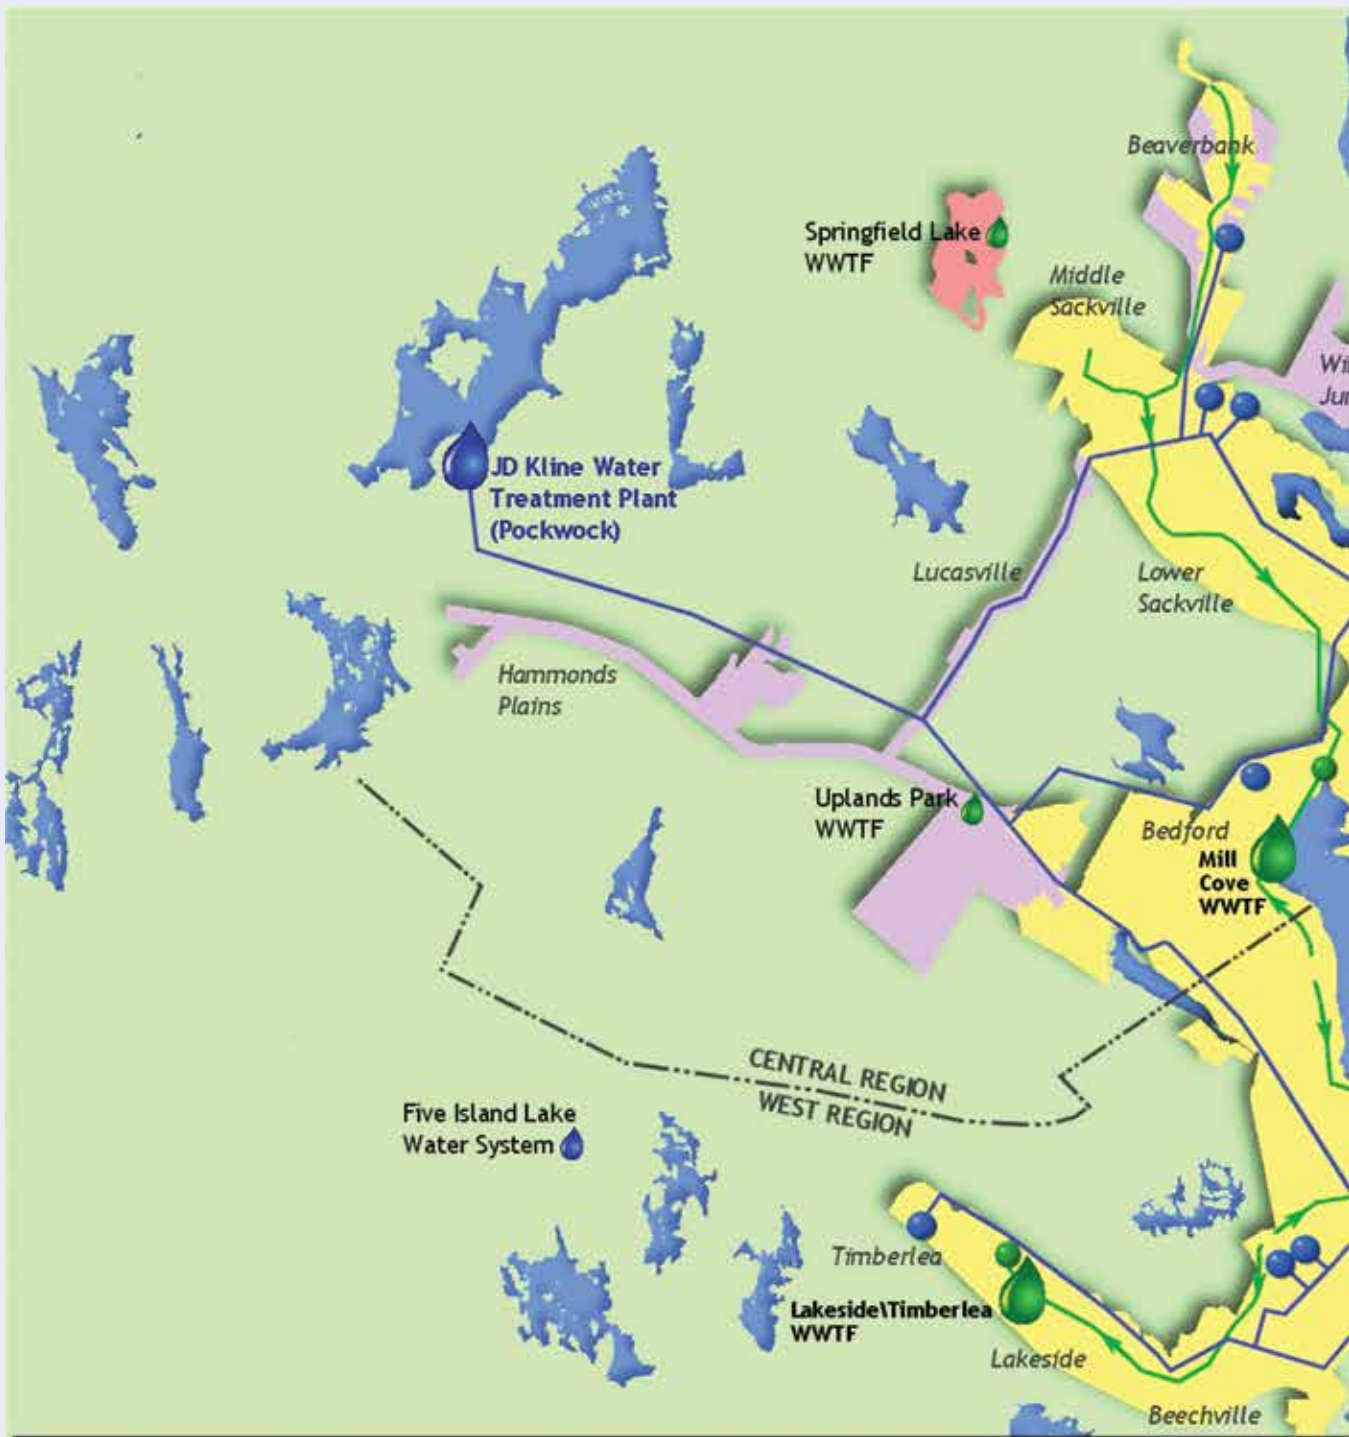 Beaverbank
Springfield Lake
WWTF
Middle
Sackville
JD Kline Water
Treatment Plant
(Pockwock)
Lucasville
Lower
Sackville
Hammonds
Plains
Uplands Park
WWTF
Bedford
Mill
Cove
WWTF
CENTRAL REGION
WEST REGION
Five Island Lake
Water System
Timberlea
Lakeside\Timberlea
WWTF
Lakeside
Beechville